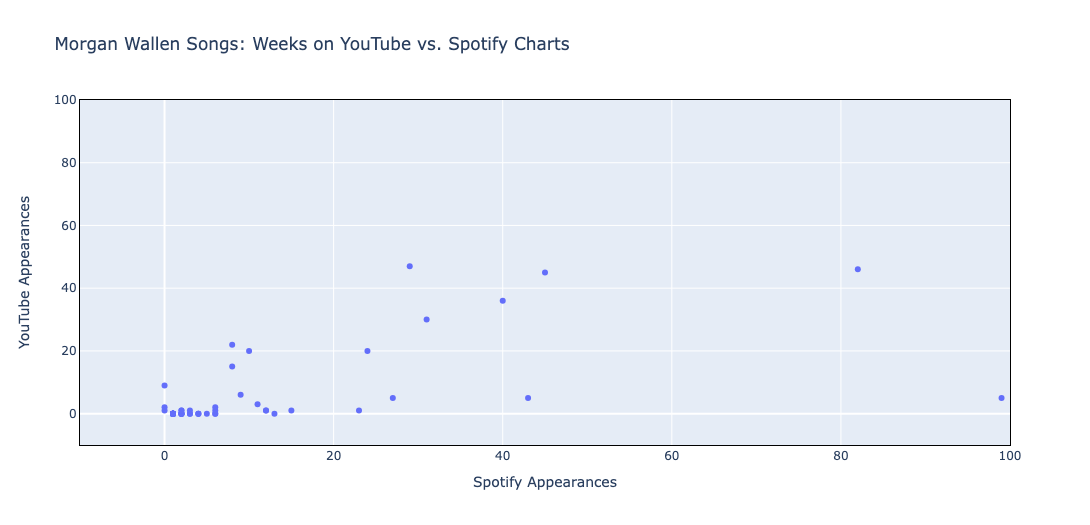 Morgan Wallen Songs: Weeks on YouTube vs. Spotify Charts
100
80
60
40
20
0
YouTube Appearances
0 20 40 60 80 100
Spotify Appearances